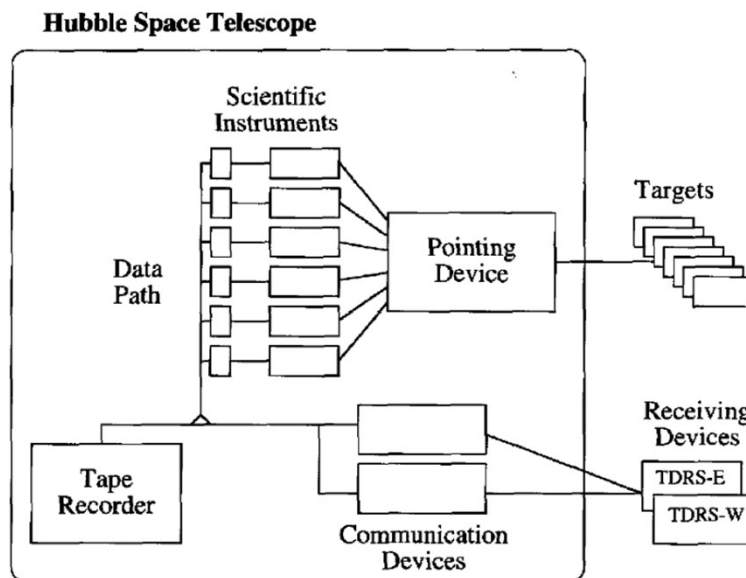 Hubble Space Telescope
Scientific
Instruments
Targets
Pointing
Device
Data
Path
Receiving
Devices
TDRS-E
TDRS-W
Tape
Recorder
Communication
Devices